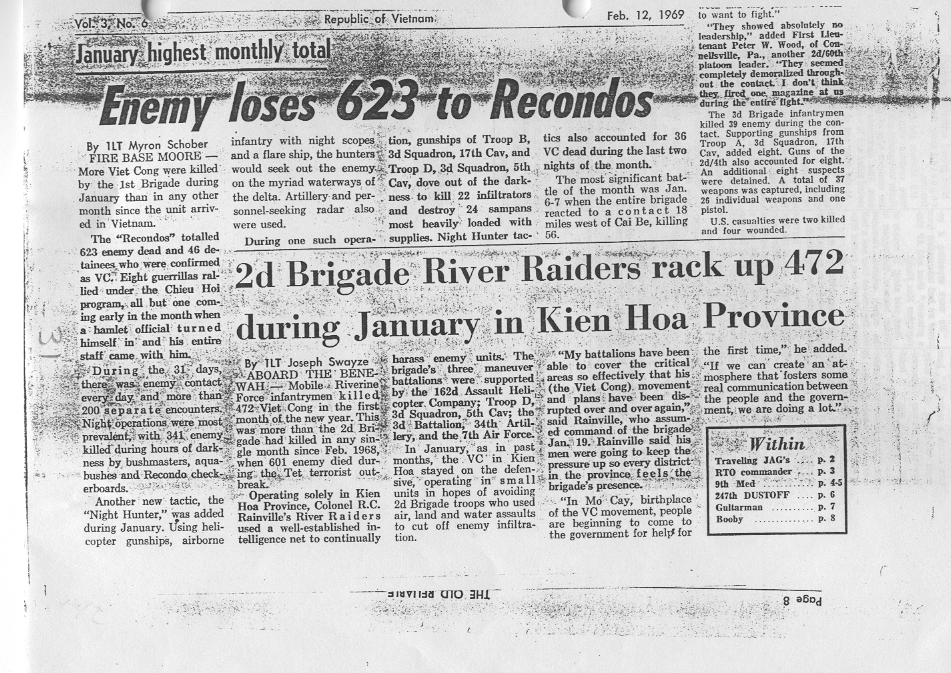 Vol. 3, No. 6
Republic of Vietnam
Feb. 12, 1969
January highest monthly total
Enemy loses 623 to Recondos
By 1LT Myron Schober
FIRE BASE MOORE —
More Viet Cong were killed
by the 1st Brigade during
January than in any other
month since the unit arriv-
ed in Vietnam.
The "Recondos" totalled
623 enemy dead and 46 de-
tainees who were confirmed
as VC. Eight guerrillas ral-
lied under the Chieu Hoi
program, all but one com-
ing early in the month when
a hamlet official turned
himself in and his entire
staff came with him.
During the 31 days,
there was enemy contact
every day and more than
200 separate encounters.
Night operations were most
prevalent, with 341 enemy
killed during hours of dark-
ness by bushmasters, aqua-
bushes and Recondo check-
erboards.
Another new tactic, the
"Night Hunter," was added
during January. Using heli-
copter gunships, airborne
infantry with night scopes
and a flare ship, the hunters
would seek out the enemy
on the myriad waterways of
the delta. Artillery and per-
sonnel-seeking radar also
were used.
During one such opera-
tion, gunships of Troop B,
3d Squadron, 17th Cav, and
Troop D, 3d Squadron, 5th
Cav, dove out of the dark-
ness to kill 22 infiltrators
and destroy 24 sampans
most heavily loaded with
supplies. Night Hunter tac-
tics also accounted for 36
VC dead during the last two
nights of the month.
The most significant bat-
tle of the month was Jan.
6-7 when the entire brigade
reacted to a contact 18
miles west of Cai Be, killing
56.
to want to fight."
"They showed absolutely no
leadership," added First Lieu-
tenant Peter W. Wood, of Con-
nellsville, Pa., another 2d/60th
platoon leader. "They seemed
completely demoralized through-
out the contact. I don't think
they fired one magazine at us
during the entire fight."
The 3d Brigade infantrymen
killed 39 enemy during the con-
tact. Supporting gunships from
Troop A, 3d Squadron, 17th
Cav, added eight. Guns of the
2d/4th also accounted for eight.
An additional eight suspects
were detained. A total of 37
weapons was captured, including
26 individual weapons and one
pistol.
U.S. casualties were two killed
and four wounded.
2d Brigade River Raiders rack up 472
during January in Kien Hoa Province
By 1LT Joseph Swayze
ABOARD THE BENE-
WAH — Mobile Riverine
Force infantrymen killed
472 Viet Cong in the first
month of the new year. This
was more than the 2d Bri-
gade had killed in any sin-
gle month since Feb. 1968,
when 601 enemy died dur-
ing the Tet terrorist out-
break.
Operating solely in Kien
Hoa Province, Colonel R.C.
Rainville's River Raiders
used a well-established in-
telligence net to continually
harass enemy units. The
brigade's three maneuver
battalions were supported
by the 162d Assault Heli-
copter Company; Troop D,
3d Squadron, 5th Cav; the
3d Battalion, 34th Artil-
lery, and the 7th Air Force.
In January, as in past
months, the VC in Kien
Hoa stayed on the defen-
sive, operating in small
units in hopes of avoiding
2d Brigade troops who used
air, land and water assaults
to cut off enemy infiltra-
tion.
"My battalions have been
able to cover the critical
areas so effectively that his
(the Viet Cong) movement
and plans have been dis-
rupted over and over again,"
said Rainville, who assum-
ed command of the brigade
Jan. 19. Rainville said his
men were going to keep the
pressure up so every district
in the province feels the
brigade's presence.
"In Mo Cay, birthplace
of the VC movement, people
are beginning to come to
the government for help for
the first time," he added.
"If we can create an at-
mosphere that fosters some
real communication between
the people and the govern-
ment, we are doing a lot."
Within
Traveling JAG's .... p. 2
RTO commander ... p. 3
9th Med ........... p. 4-5
247th DUSTOFF ... p. 6
Guitarman ......... p. 7
Booby ............. p. 8
THE OLD RELIABLE
Page 8
31